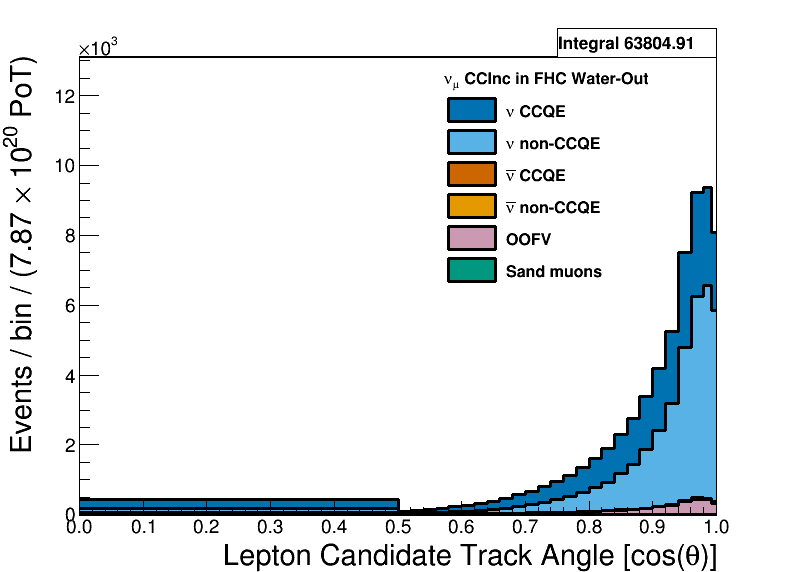 ×10³
Integral 63804.91
ν_μ CCInc in FHC Water-Out
ν CCQE
ν non-CCQE
ν̅ CCQE
ν̅ non-CCQE
OOFV
Sand muons
Events / bin / (7.87 × 10²⁰ PoT)
12
10
8
6
4
2
0
0.0 0.1 0.2 0.3 0.4 0.5 0.6 0.7 0.8 0.9 1.0
Lepton Candidate Track Angle [cos(θ)]